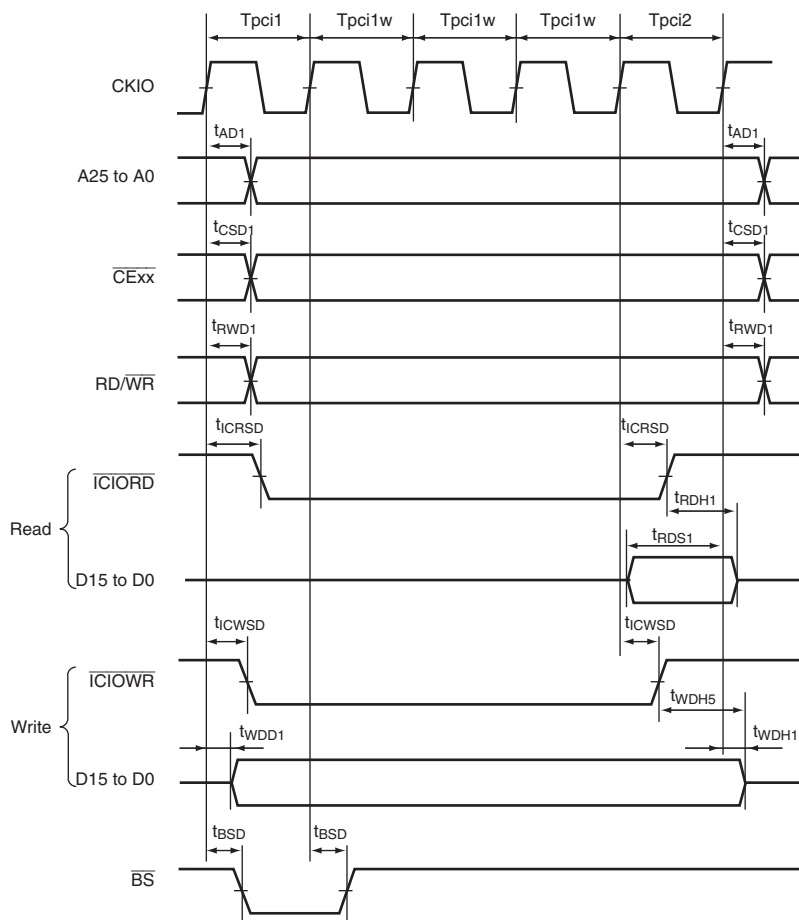 Tpci1 Tpci1w Tpci1w Tpci1w Tpci2
CKIO
tAD1 tAD1
A25 to A0
tCSD1 tCSD1
CExx
tRWD1 tRWD1
RD/WR
tICRSD tICRSD
ICIORD
tRDH1
Read
tRDS1
D15 to D0
tICWSD tICWSD
ICIOWR
tWDH5
Write
tWDD1 tWDH1
D15 to D0
tBSD tBSD
BS